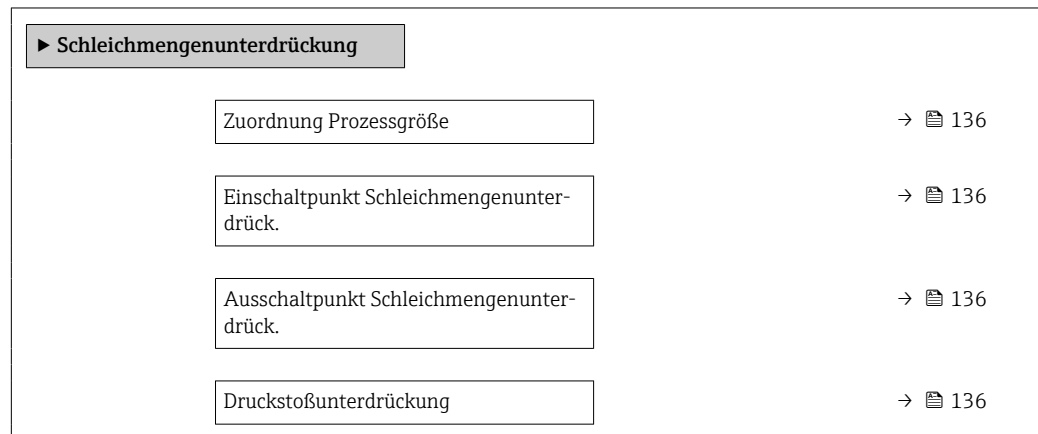 ▶ Schleichmengenunterdrückung
Zuordnung Prozessgröße → 136
Einschaltpunkt Schleichmengenunter-
drück. → 136
Ausschaltpunkt Schleichmengenunter-
drück. → 136
Druckstoßunterdrückung → 136